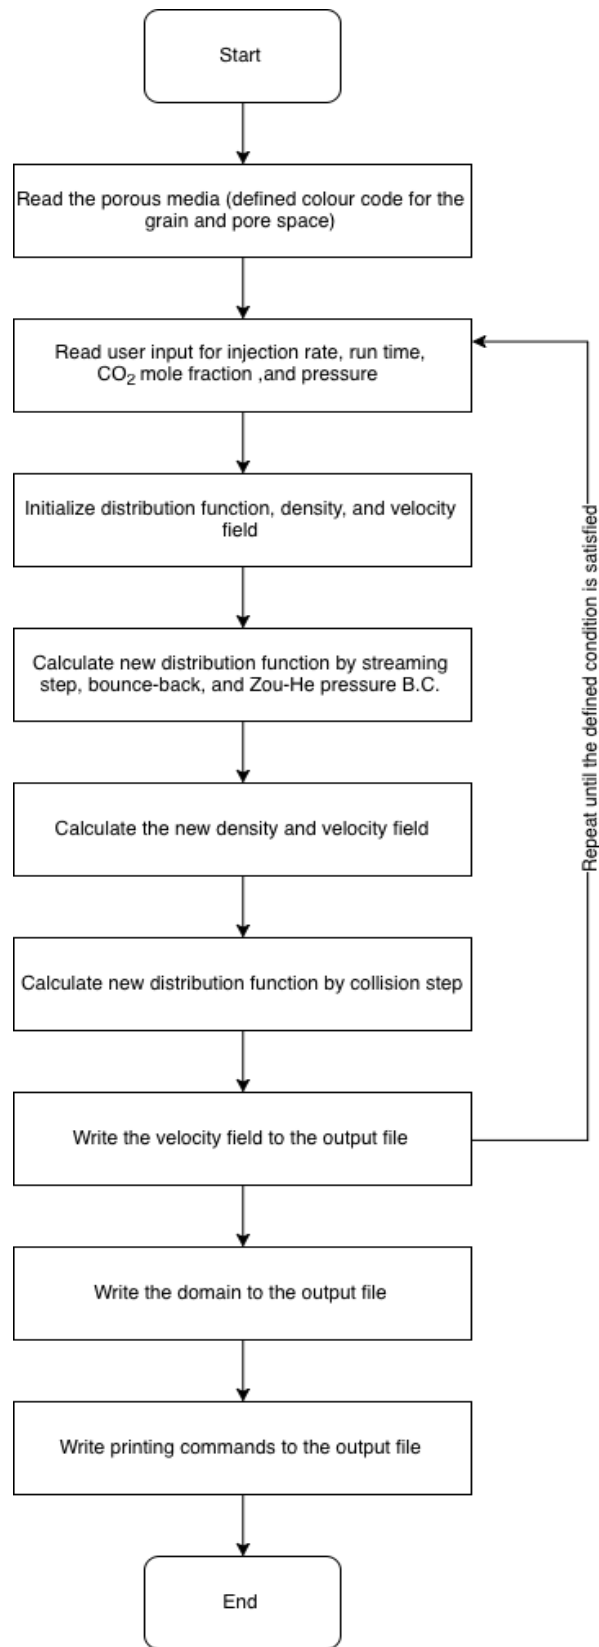 Start
Read the porous media (defined colour code for the
grain and pore space)
Read user input for injection rate, run time,
CO₂ mole fraction ,and pressure
Initialize distribution function, density, and velocity
field
Calculate new distribution function by streaming
step, bounce-back, and Zou-He pressure B.C.
Calculate the new density and velocity field
Calculate new distribution function by collision step
Write the velocity field to the output file
Repeat until the defined condition is satisfied
Write the domain to the output file
Write printing commands to the output file
End